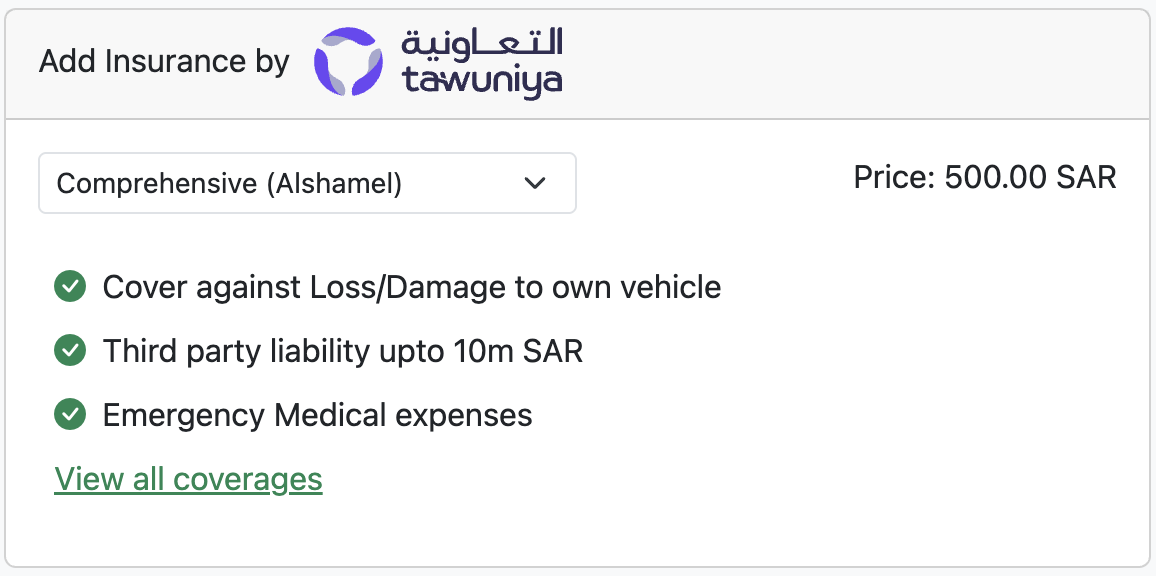 Add Insurance by
التعاونية
tawuniya
Comprehensive (Alshamel)
Price: 500.00 SAR
Cover against Loss/Damage to own vehicle
Third party liability upto 10m SAR
Emergency Medical expenses
View all coverages